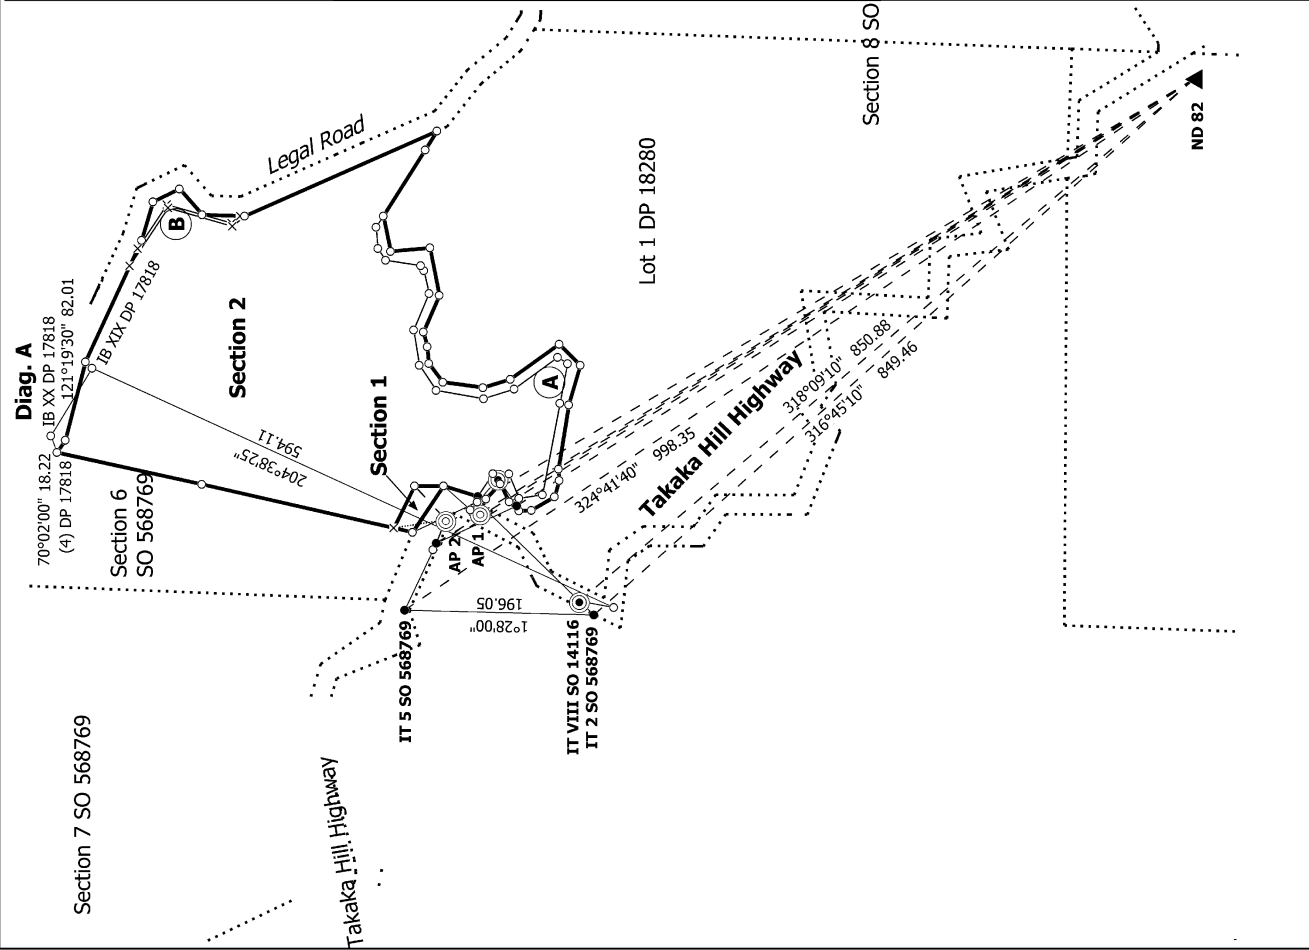 Diag. A
IB XX DP 17818
121°19'30" 82.01
IB XIX DP 17818
70°02'00" 18.22
(4) DP 17818
Section 6
SO 568769
Section 7 SO 568769
Legal Road
B
Section 2
Section 1
594.11
204°38'25"
Lot 1 DP 18280
Section 8 SO
ND 82
A
AP 2
AP 1
196.05
1°28'00"
IT 5 SO 568769
IT VIII SO 14116
IT 2 SO 568769
324°41'40" 998.35
Takaka Hill Highway
318°09'10" 850.88
316°45'10" 849.46
Takaka Hill Highway